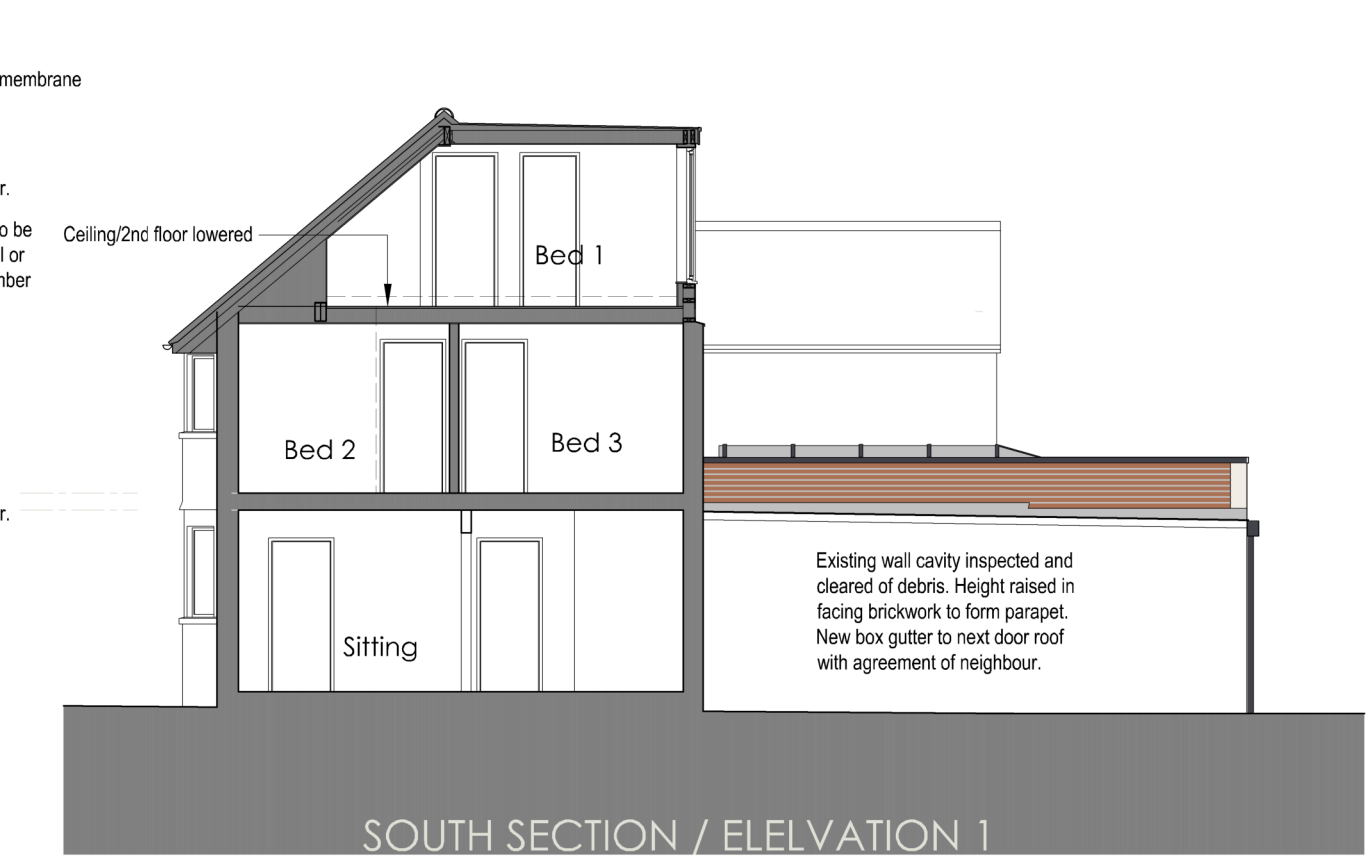 membrane
r.
o be
l or
nber
Ceiling/2nd floor lowered
Bed 1
Bed 2
Bed 3
r.
Existing wall cavity inspected and
cleared of debris. Height raised in
facing brickwork to form parapet.
New box gutter to next door roof
with agreement of neighbour.
Sitting
SOUTH SECTION / ELELVATION 1